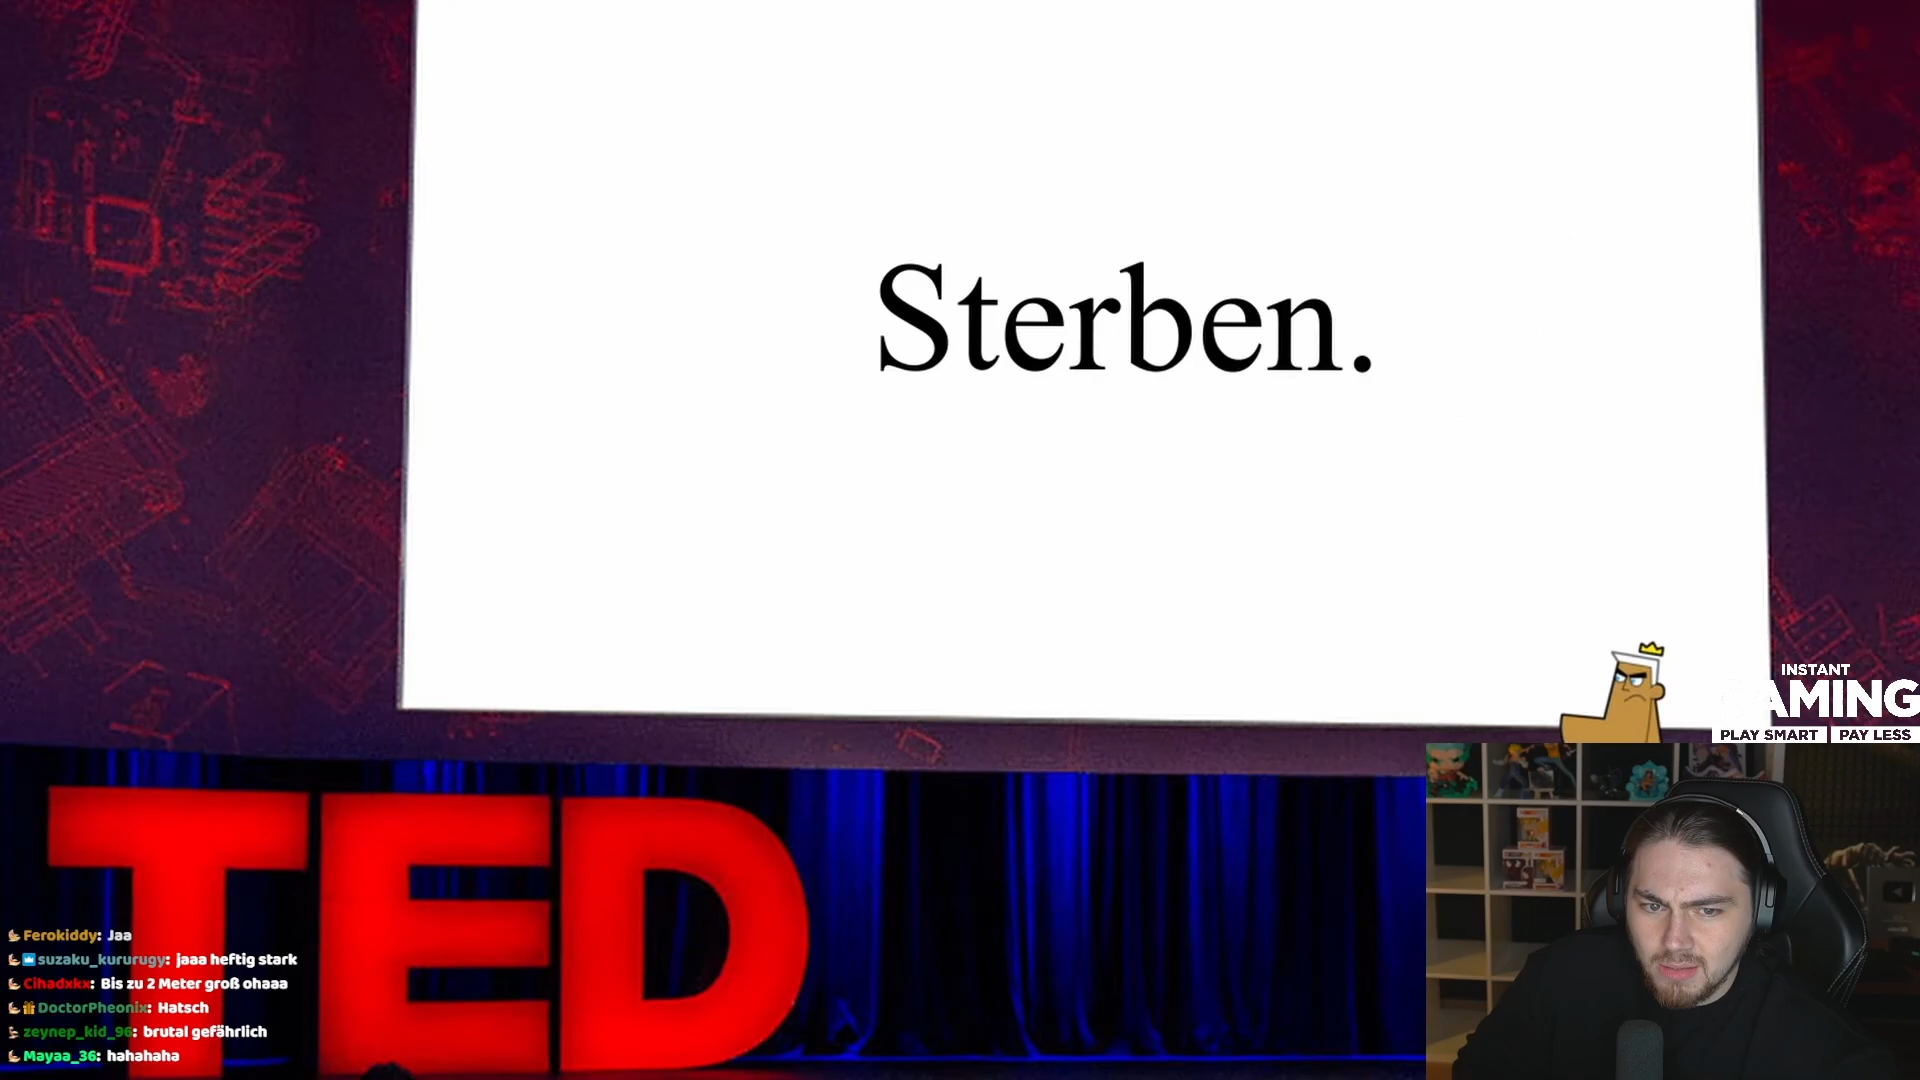 Sterben.
INSTANT
GAMING
PLAY SMART | PAY LESS
TED
Ferokiddy: Jaa
suzaku_kururugy: jaaa heftig stark
Cihadxkx: Bis zu 2 Meter groß ohaaa
DoctorPheonix: Hatsch
zeynep_kid_96: brutal gefährlich
Mayaa_36: hahahaha